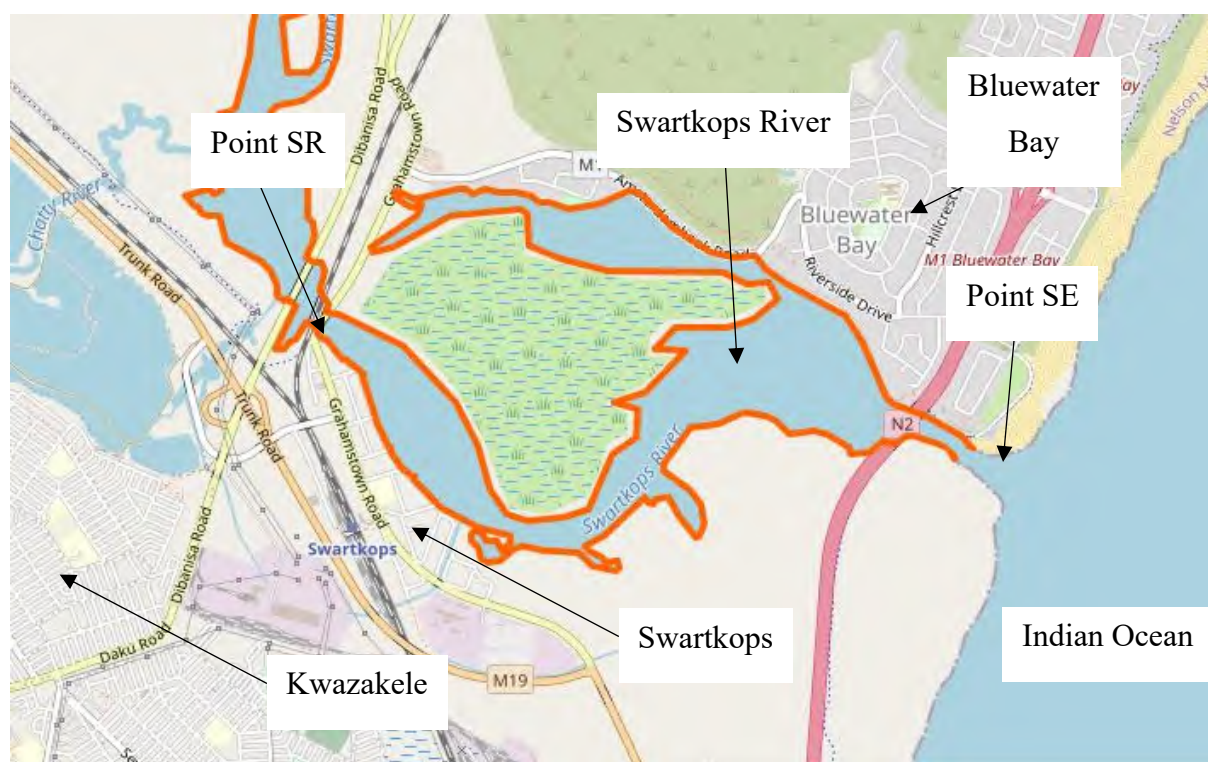 Swart
Dibanisa Road
Grahamstown Road
Bluewater
Bay
Swartkops River
Point SR
M1
Bluewater
Bay
Hillcrest
Nelson M
Chatty River
Trunk Road
M1 Bluewater Bay
Riverside Drive
Point SE
N2
Trunk Road
Grahamstown Road
Swartkops River
Swartkops
Dibanisa Road
Swartkops
Indian Ocean
Daku Road
Kwazakele
M19